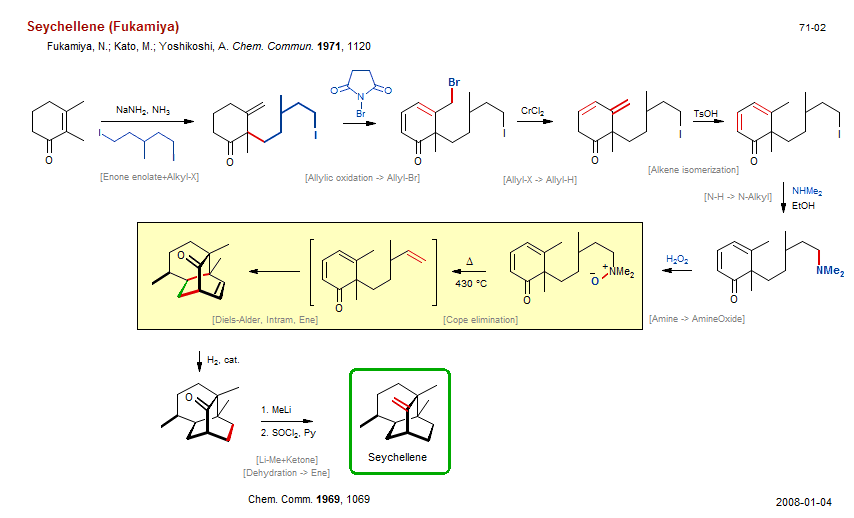 Seychellene (Fukamiya)
71-02
Fukamiya, N.; Kato, M.; Yoshikoshi, A. Chem. Commun. 1971, 1120
O
NaNH2, NH3
I
[Enone enolate+Alkyl-X]
O
I
O
N
O
Br
[Allylic oxidation -> Allyl-Br]
Br
O
I
CrCl2
[Allyl-X -> Allyl-H]
O
I
TsOH
[Alkene isomerization]
O
I
[N-H -> N-Alkyl]
NHMe2
EtOH
O
NMe2
[Amine -> AmineOxide]
H2O2
O
+
NMe2
−
O
Δ
430 °C
[Cope elimination]
O
[Diels-Alder, Intram, Ene]
O
H2, cat.
O
1. MeLi
2. SOCl2, Py
[Li-Me+Ketone]
[Dehydration -> Ene]
Seychellene
Chem. Comm. 1969, 1069
2008-01-04